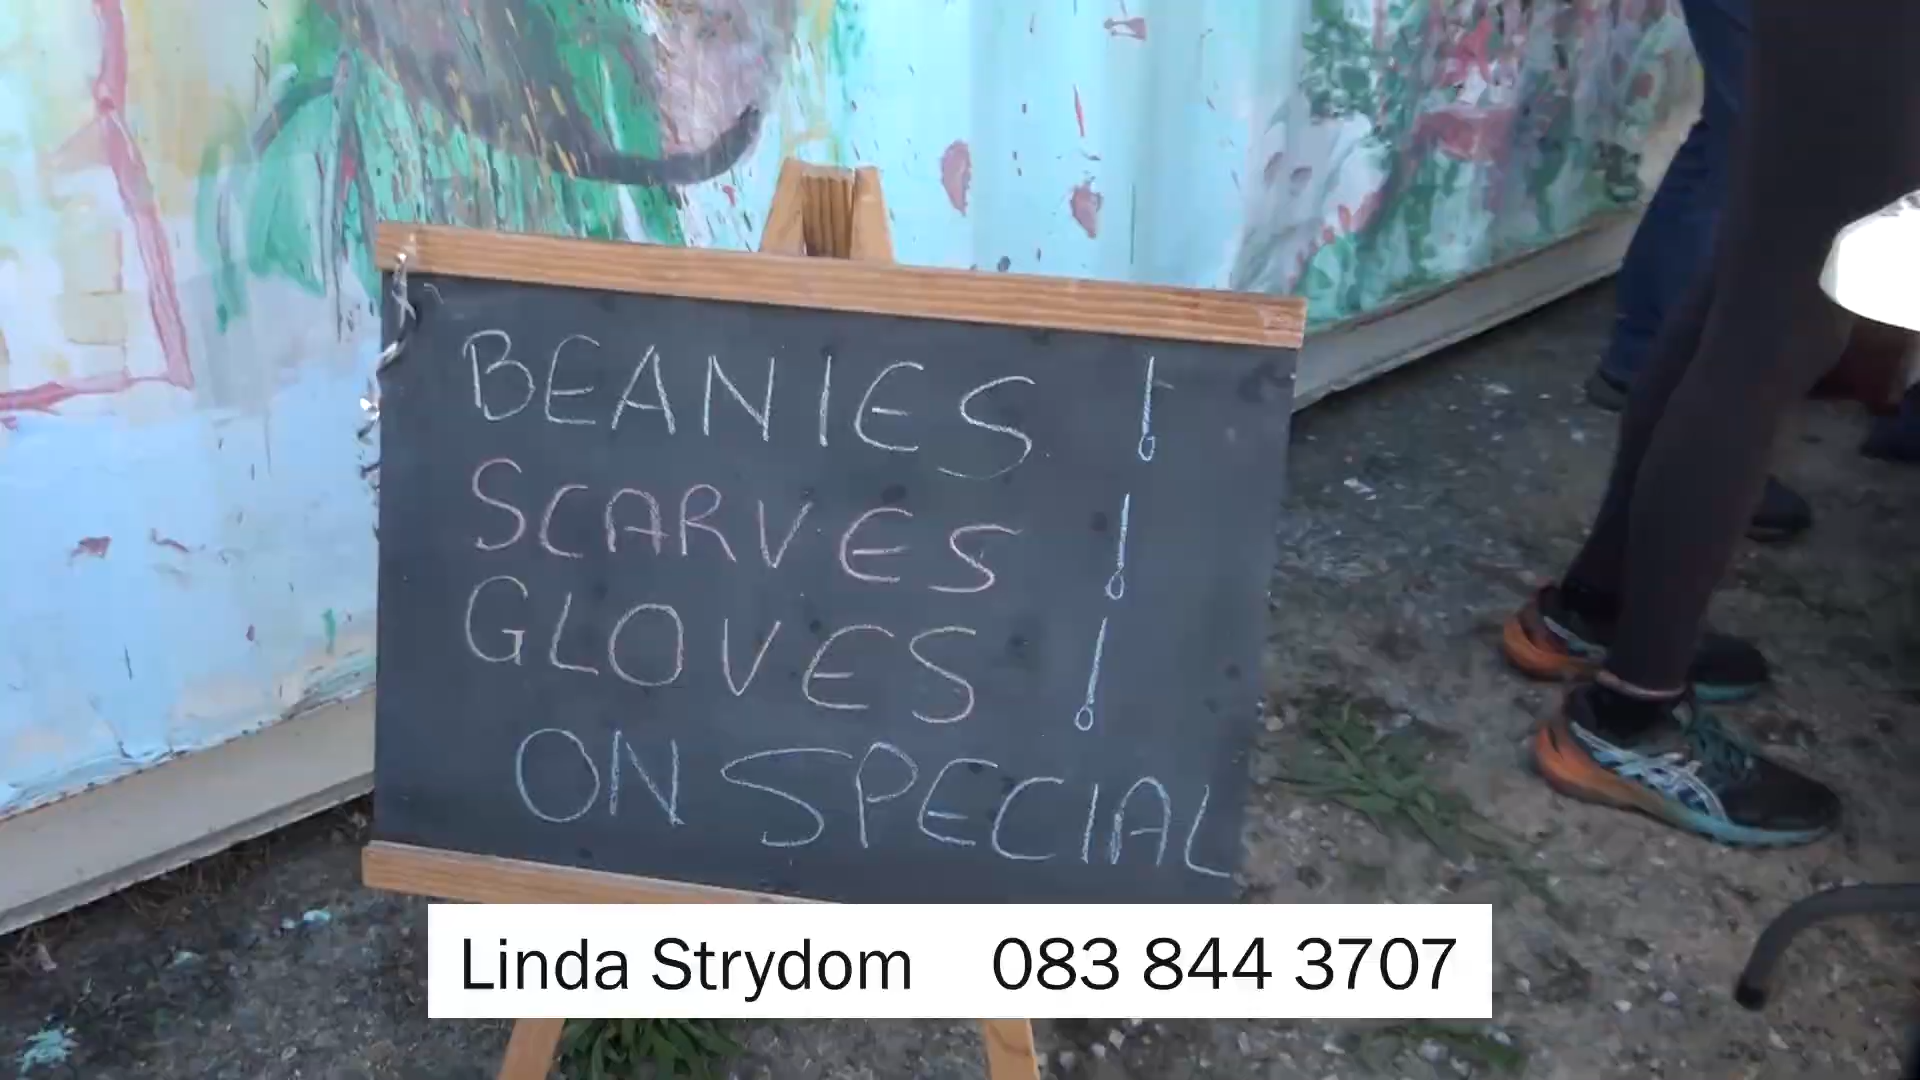 BEANIES !
SCARVES !
GLOVES !
ON SPECIAL
Linda Strydom 083 844 3707